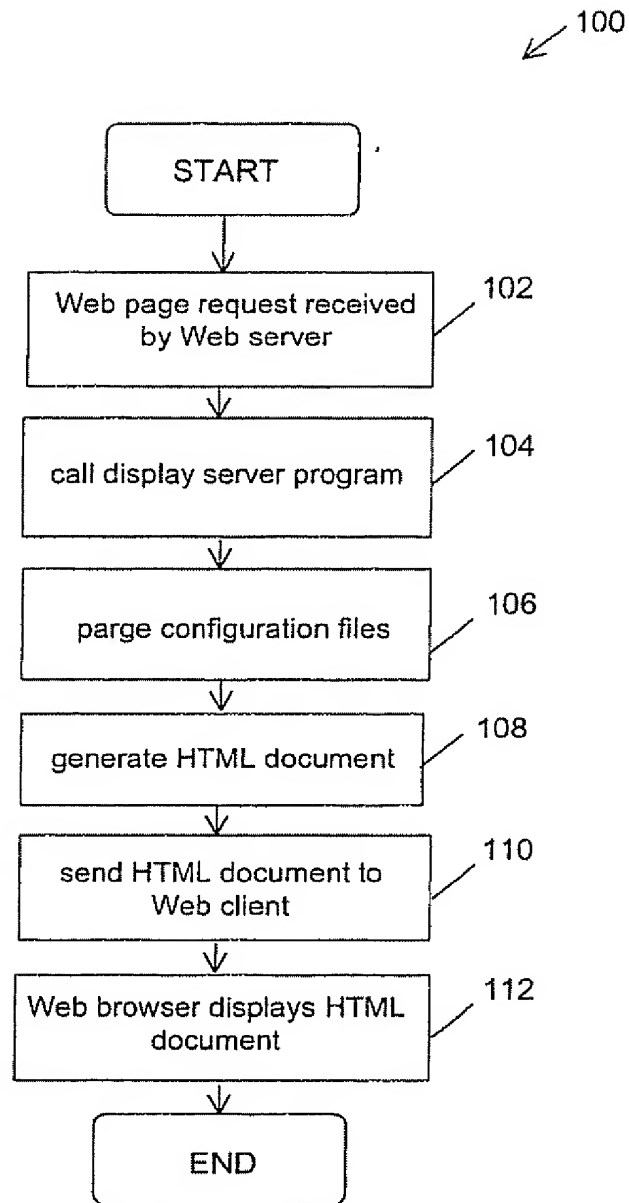 100
START
Web page request received
by Web server
102
call display server program
104
parge configuration files
106
generate HTML document
108
send HTML document to
Web client
110
Web browser displays HTML
document
112
END